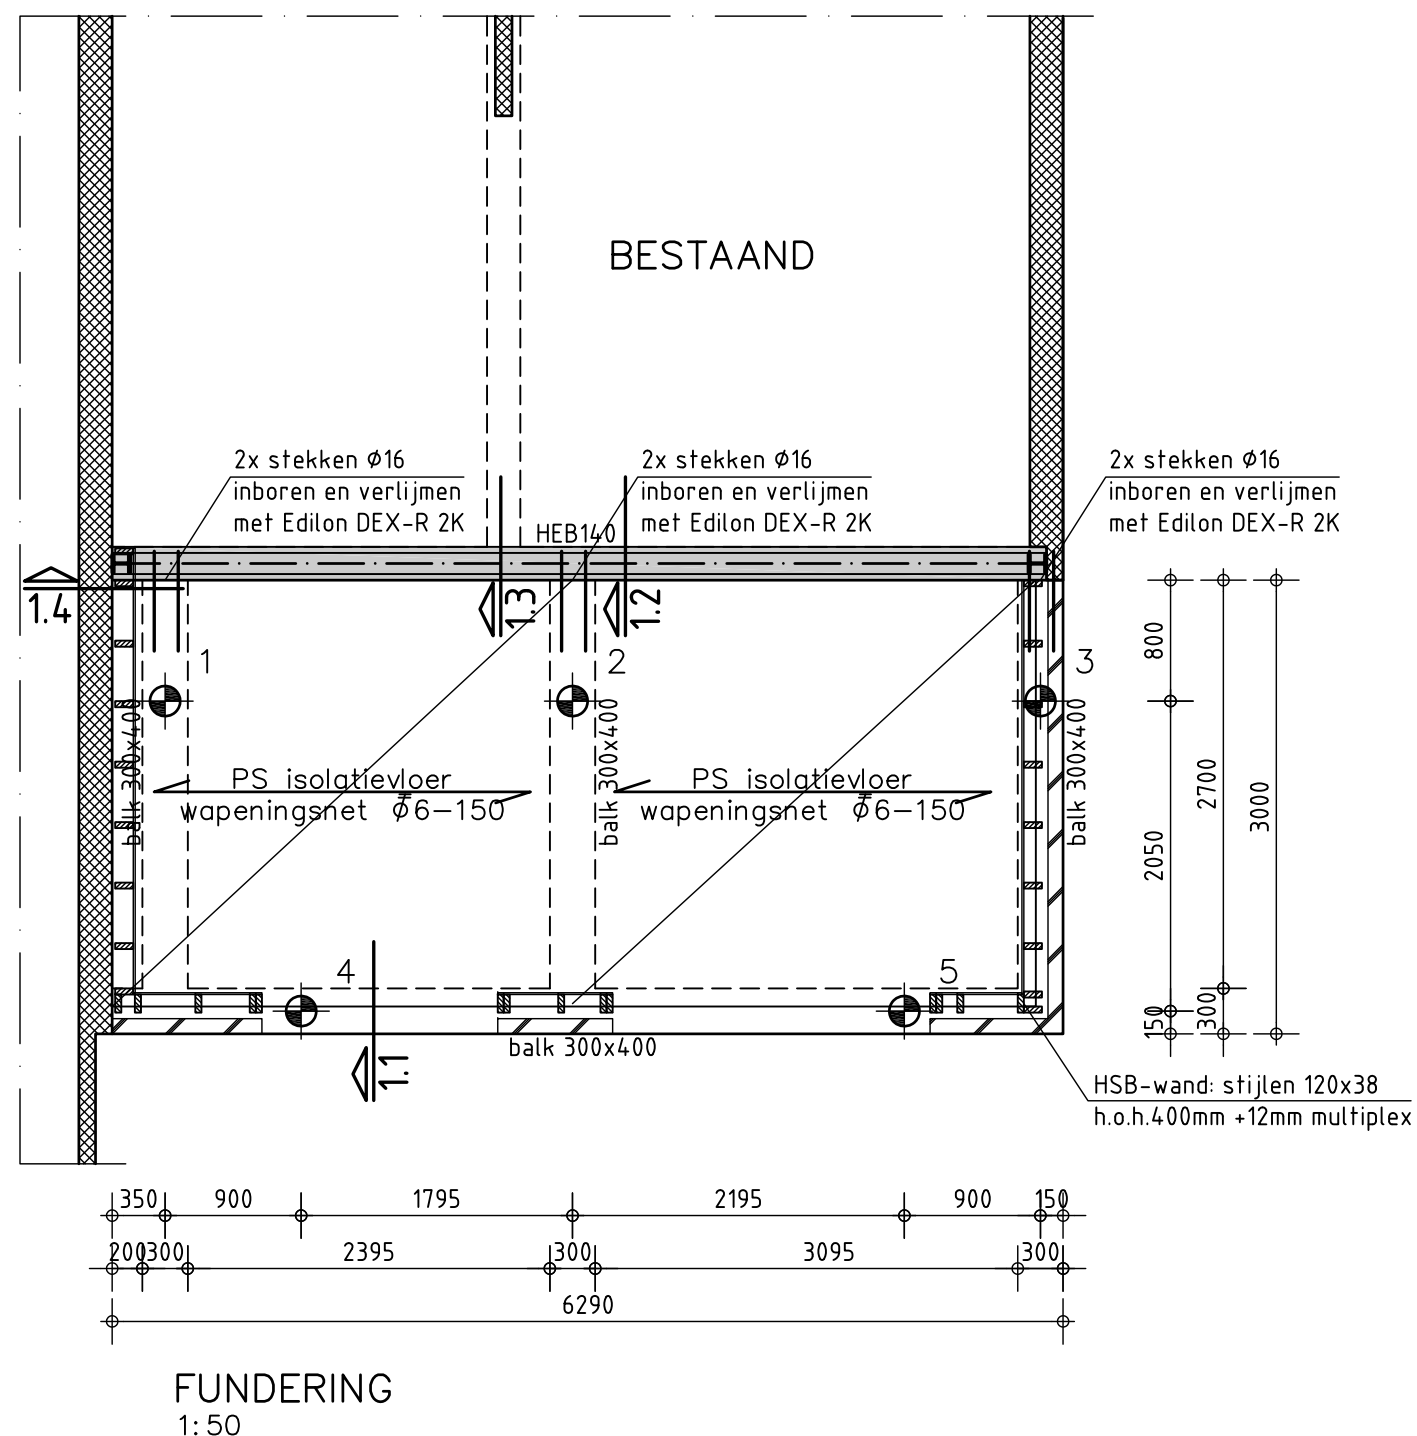 BESTAAND
2x stekken Ø16
inboren en verlijmen
met Edilon DEX-R 2K
2x stekken Ø16
inboren en verlijmen
met Edilon DEX-R 2K
2x stekken Ø16
inboren en verlijmen
met Edilon DEX-R 2K
HEB140
1.4
1.3
1.2
1
2
3
balk 300x400
balk 300x400
balk 300x400
PS isolatievloer
wapeningsnet Ø6-150
PS isolatievloer
wapeningsnet Ø6-150
800
2050
150
2700
300
3000
4
5
balk 300x400
1.1
HSB-wand: stijlen 120x38
h.o.h.400mm +12mm multiplex
350 900 1795 2195 900 150
200 300 2395 300 3095 300
6290
FUNDERING
1:50